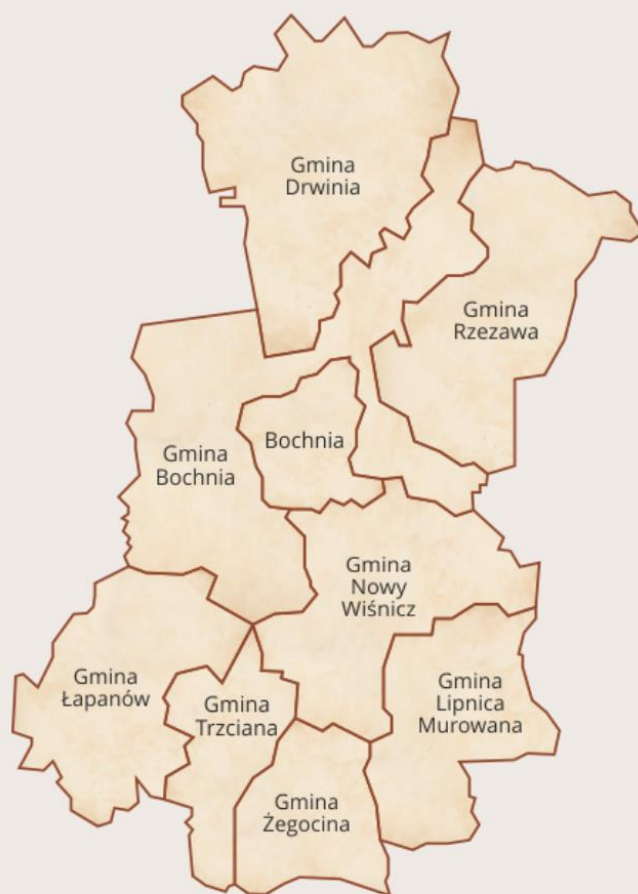 Gmina
Drwinia
Gmina
Rzezawa
Bochnia
Gmina
Bochnia
Gmina
Nowy
Wiśnicz
Gmina
Łapanów
Gmina
Trzciana
Gmina
Lipnica
Murowana
Gmina
Żegocina